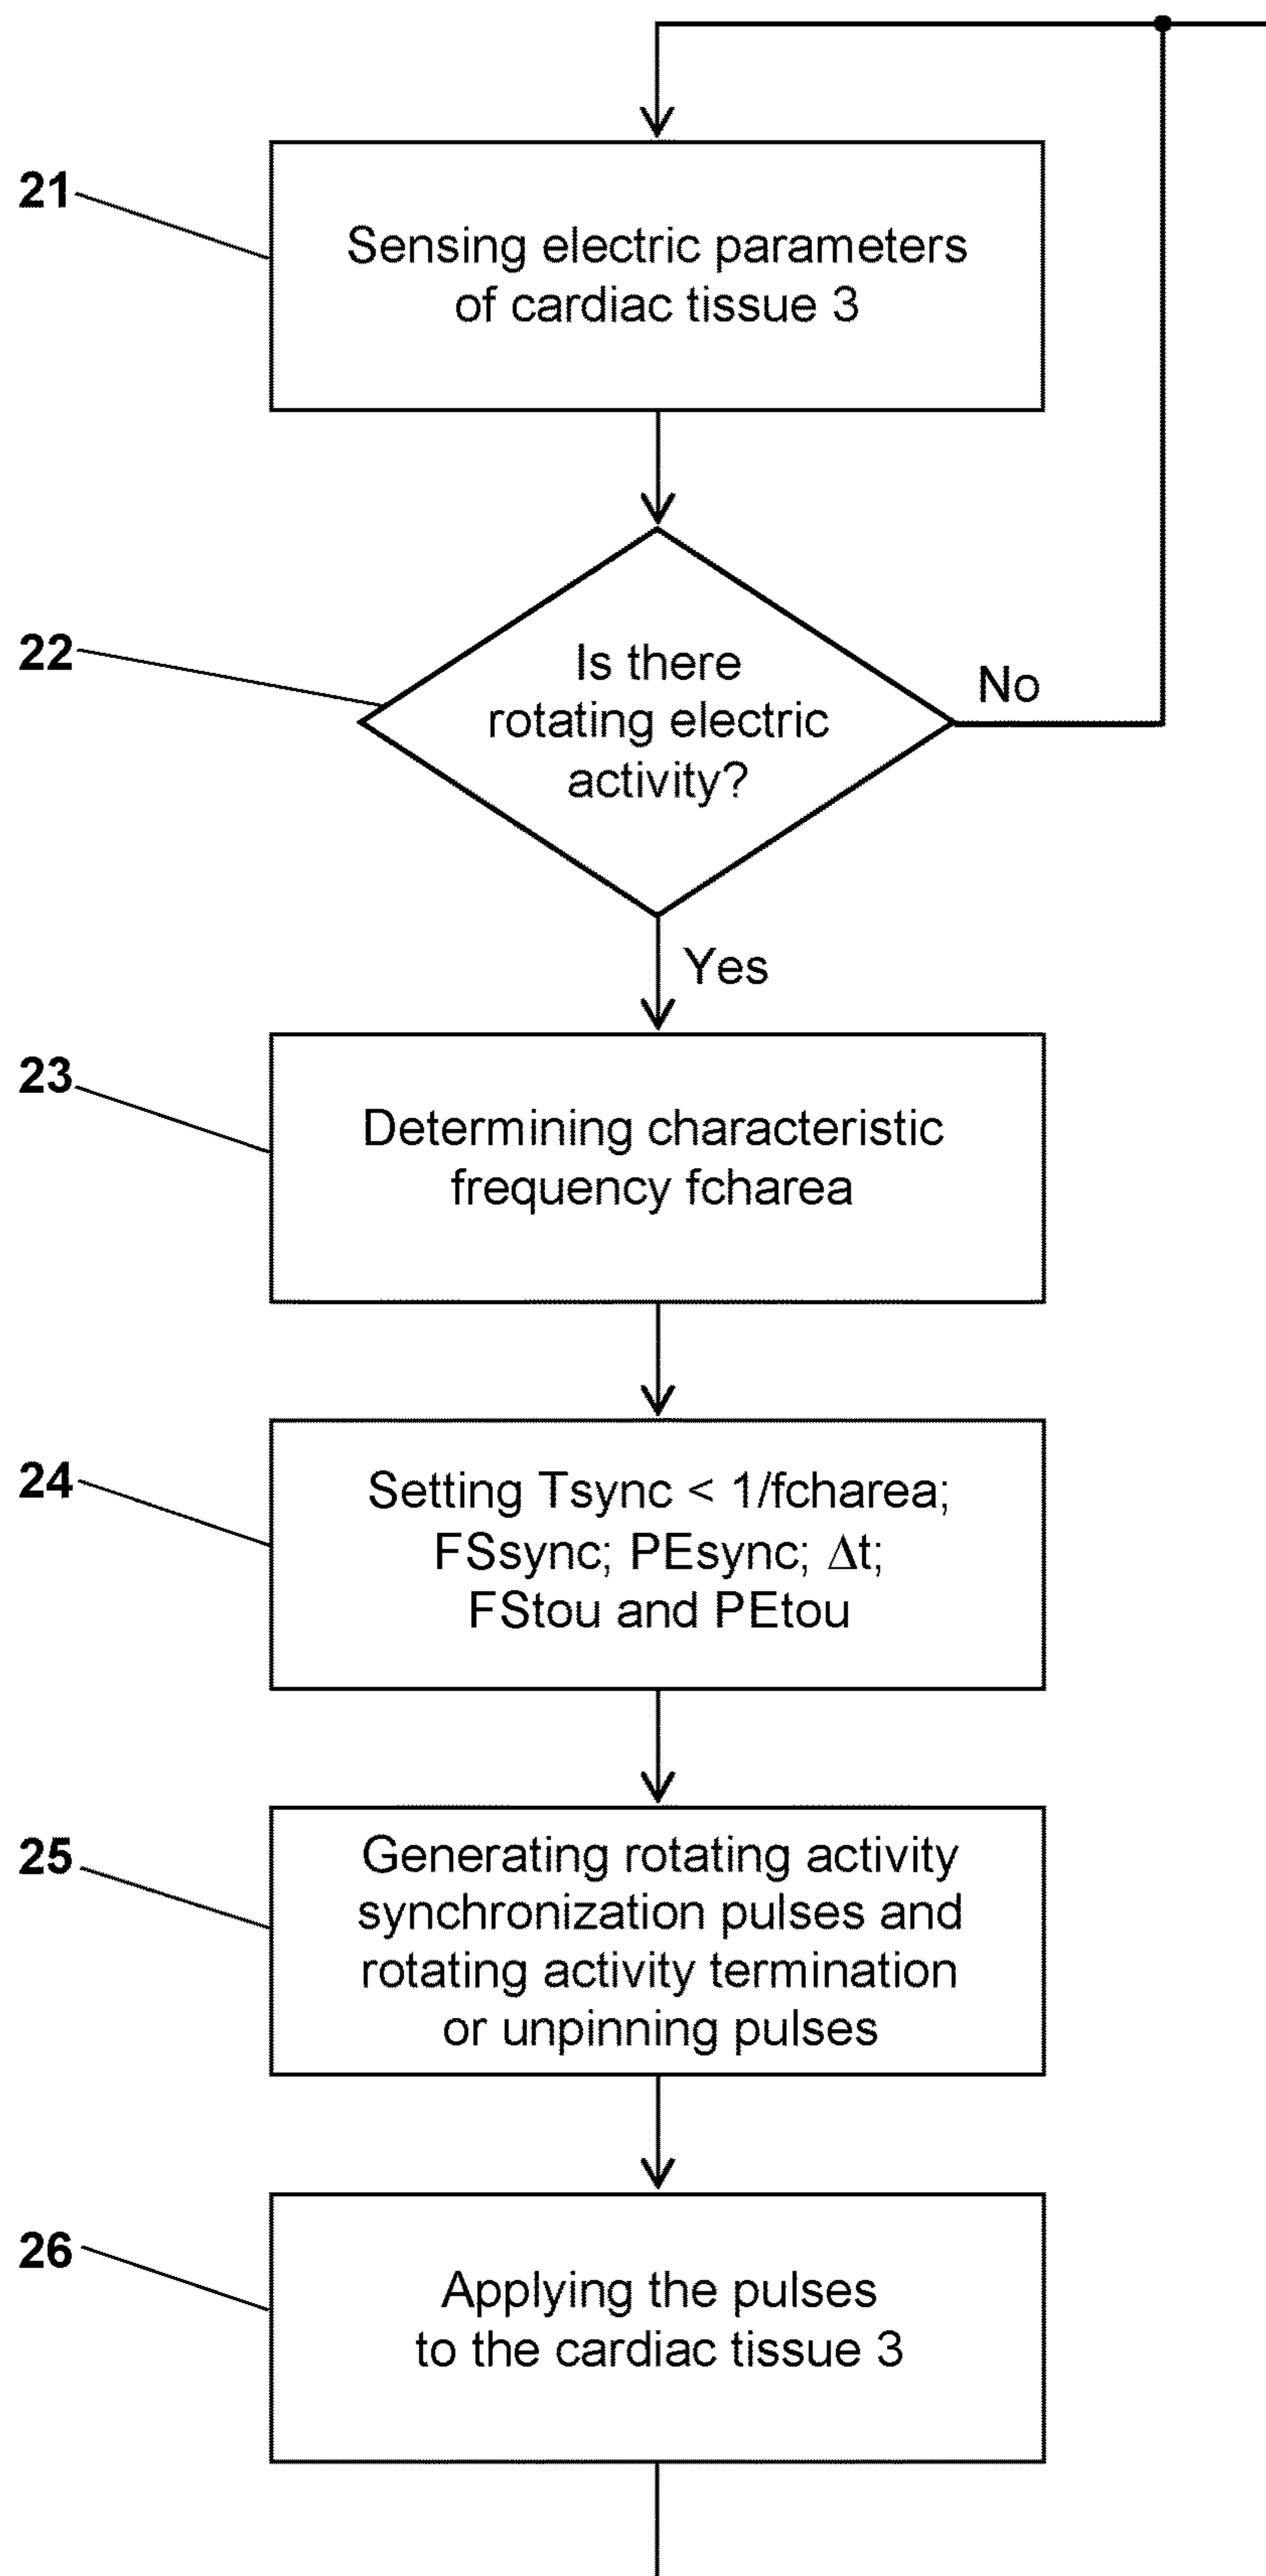 21
Sensing electric parameters
of cardiac tissue 3
22
Is there
rotating electric
activity?
No
Yes
23
Determining characteristic
frequency fcharea
24
Setting Tsync < 1/fcharea;
FSsync; PEsync; Δt;
FStou and PEtou
25
Generating rotating activity
synchronization pulses and
rotating activity termination
or unpinning pulses
26
Applying the pulses
to the cardiac tissue 3